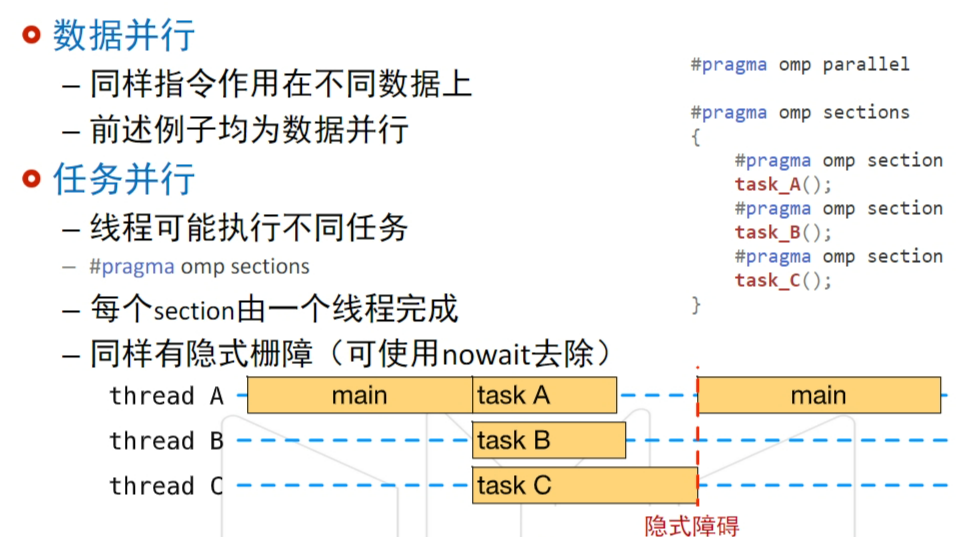 数据并行
– 同样指令作用在不同数据上
– 前述例子均为数据并行
任务并行
– 线程可能执行不同任务
– #pragma omp sections
– 每个section由一个线程完成
– 同样有隐式栅障（可使用nowait去除）
#pragma omp parallel
#pragma omp sections
{
#pragma omp section
task_A();
#pragma omp section
task_B();
#pragma omp section
task_C();
}
thread A main task A main
thread B task B
thread C task C
隐式障碍